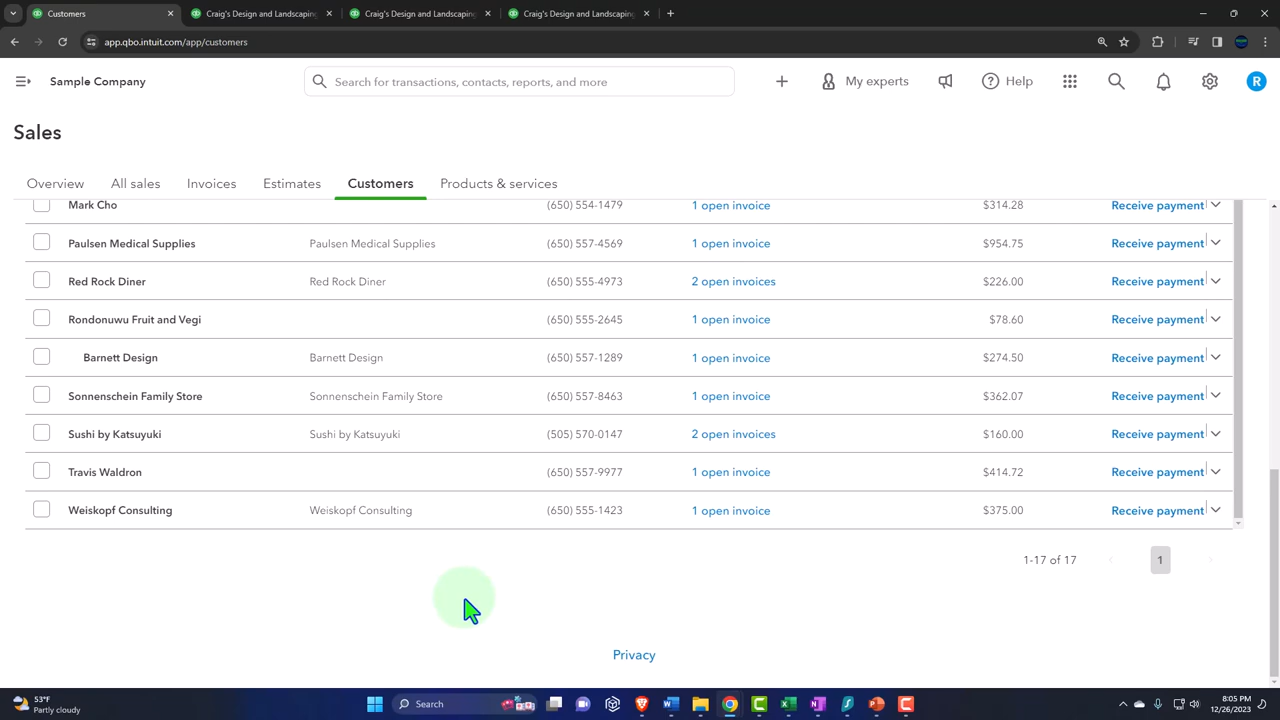 Customers
Craig's Design and Landscaping
Craig's Design and Landscaping
Craig's Design and Landscaping
app.qbo.intuit.com/app/customers
Sample Company
Search for transactions, contacts, reports, and more
My experts
Help
R
Sales
Overview All sales Invoices Estimates Customers Products & services
Mark Cho (650) 554-1479 1 open invoice $314.28 Receive payment
Paulsen Medical Supplies Paulsen Medical Supplies (650) 557-4569 1 open invoice $954.75 Receive payment
Red Rock Diner Red Rock Diner (650) 555-4973 2 open invoices $226.00 Receive payment
Rondonuwu Fruit and Vegi (650) 555-2645 1 open invoice $78.60 Receive payment
Barnett Design Barnett Design (650) 557-1289 1 open invoice $274.50 Receive payment
Sonnenschein Family Store Sonnenschein Family Store (650) 557-8463 1 open invoice $362.07 Receive payment
Sushi by Katsuyuki Sushi by Katsuyuki (505) 570-0147 2 open invoices $160.00 Receive payment
Travis Waldron (650) 557-9977 1 open invoice $414.72 Receive payment
Weiskopf Consulting Weiskopf Consulting (650) 555-1423 1 open invoice $375.00 Receive payment
1-17 of 17 1
Privacy
53°F
Partly cloudy
Search
8:05 PM
12/26/2023